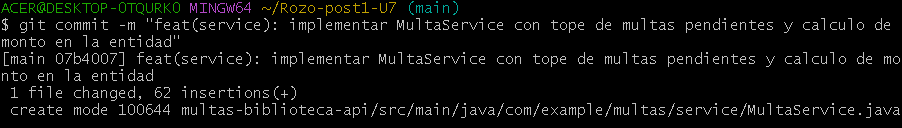 ACER@DESKTOP-OTQURKO MINGW64 ~/Rozo-post1-U7 (main)
$ git commit -m "feat(service): implementar MultaService con tope de multas pendientes y calculo de
monto en la entidad"
[main 07b4007] feat(service): implementar MultaService con tope de multas pendientes y calculo de mo
nto en la entidad
 1 file changed, 62 insertions(+)
 create mode 100644 multas-biblioteca-api/src/main/java/com/example/multas/service/MultaService.java